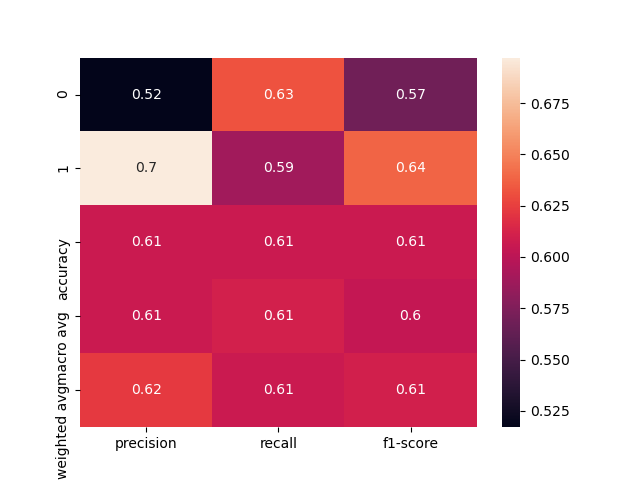 0 0.52 0.63 0.57
1 0.7 0.59 0.64
accuracy 0.61 0.61 0.61
macro avg 0.61 0.61 0.6
weighted avg 0.62 0.61 0.61
precision recall f1-score
0.675
0.650
0.625
0.600
0.575
0.550
0.525